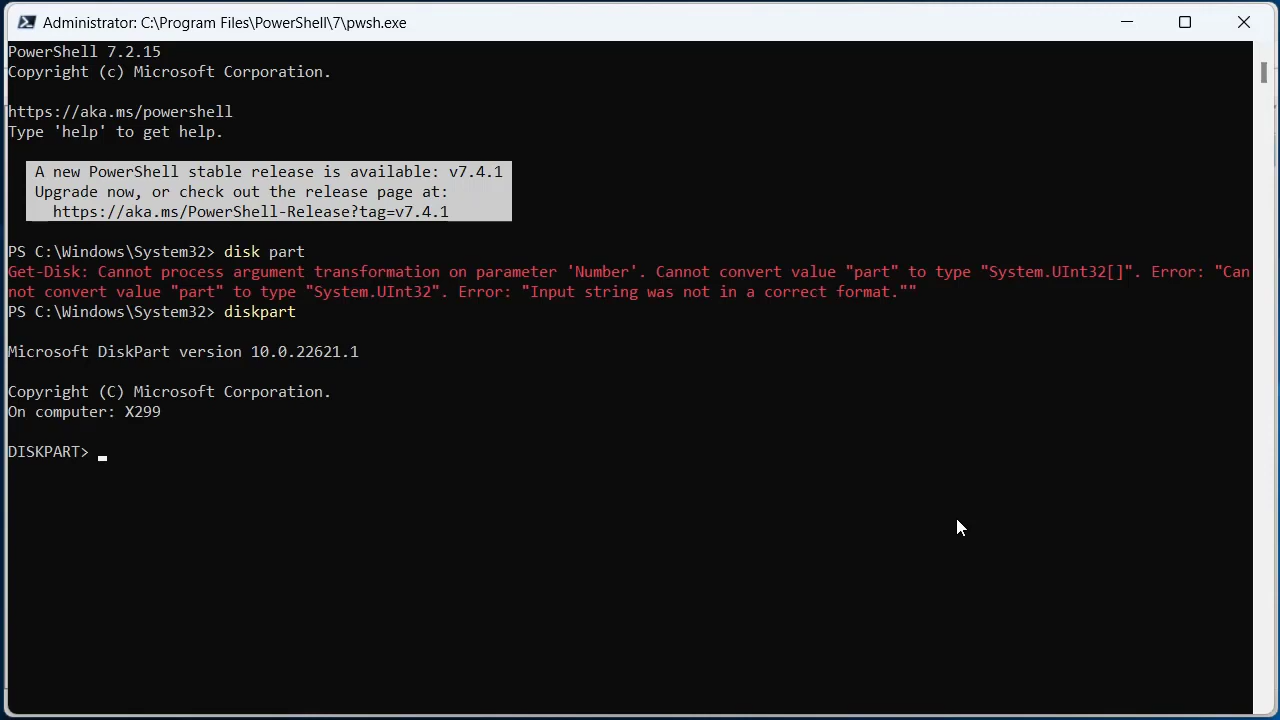 Administrator: C:\Program Files\PowerShell\7\pwsh.exe
PowerShell 7.2.15
Copyright (c) Microsoft Corporation.
https://aka.ms/powershell
Type 'help' to get help.
A new PowerShell stable release is available: v7.4.1
Upgrade now, or check out the release page at:
https://aka.ms/PowerShell-Release?tag=v7.4.1
PS C:\Windows\System32> disk part
Get-Disk: Cannot process argument transformation on parameter 'Number'. Cannot convert value "part" to type "System.UInt32[]". Error: "Can
not convert value "part" to type "System.UInt32". Error: "Input string was not in a correct format.""
PS C:\Windows\System32> diskpart
Microsoft DiskPart version 10.0.22621.1
Copyright (C) Microsoft Corporation.
On computer: X299
DISKPART>